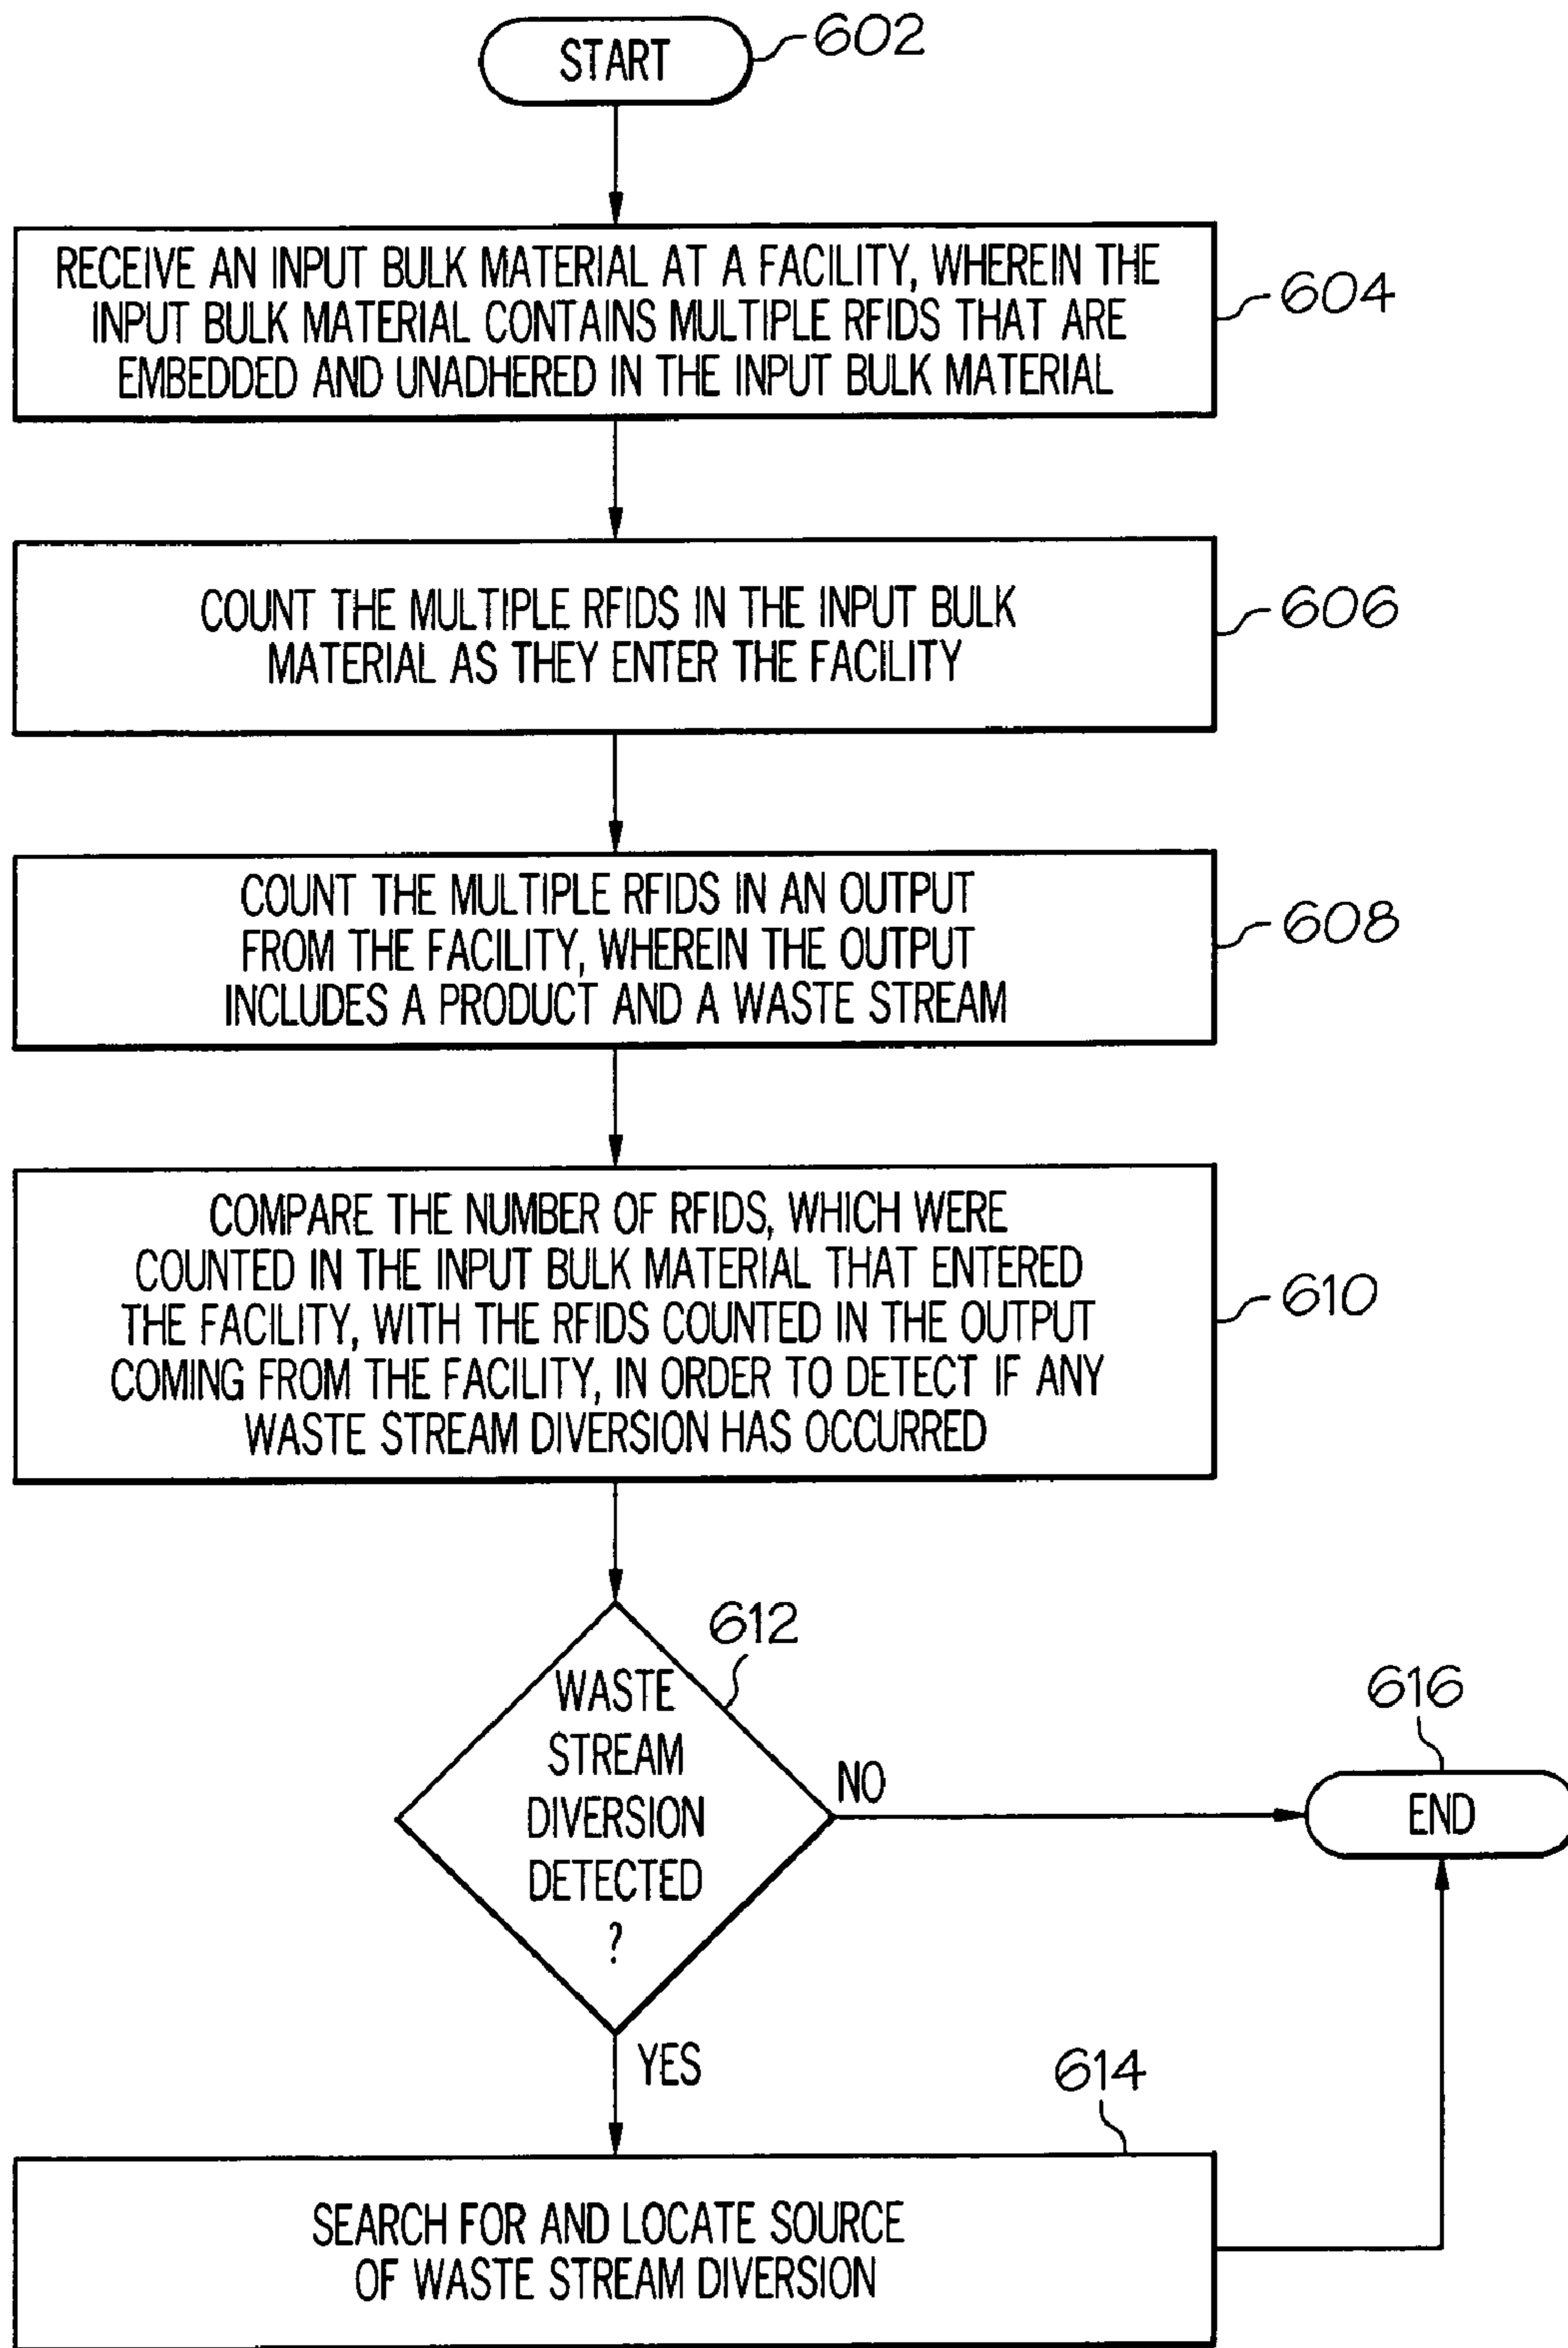 START
602
RECEIVE AN INPUT BULK MATERIAL AT A FACILITY, WHEREIN THE
INPUT BULK MATERIAL CONTAINS MULTIPLE RFIDS THAT ARE
EMBEDDED AND UNADHERED IN THE INPUT BULK MATERIAL
604
COUNT THE MULTIPLE RFIDS IN THE INPUT BULK
MATERIAL AS THEY ENTER THE FACILITY
606
COUNT THE MULTIPLE RFIDS IN AN OUTPUT
FROM THE FACILITY, WHEREIN THE OUTPUT
INCLUDES A PRODUCT AND A WASTE STREAM
608
COMPARE THE NUMBER OF RFIDS, WHICH WERE
COUNTED IN THE INPUT BULK MATERIAL THAT ENTERED
THE FACILITY, WITH THE RFIDS COUNTED IN THE OUTPUT
COMING FROM THE FACILITY, IN ORDER TO DETECT IF ANY
WASTE STREAM DIVERSION HAS OCCURRED
610
612
WASTE
STREAM
DIVERSION
DETECTED
?
NO
616
END
YES
614
SEARCH FOR AND LOCATE SOURCE
OF WASTE STREAM DIVERSION